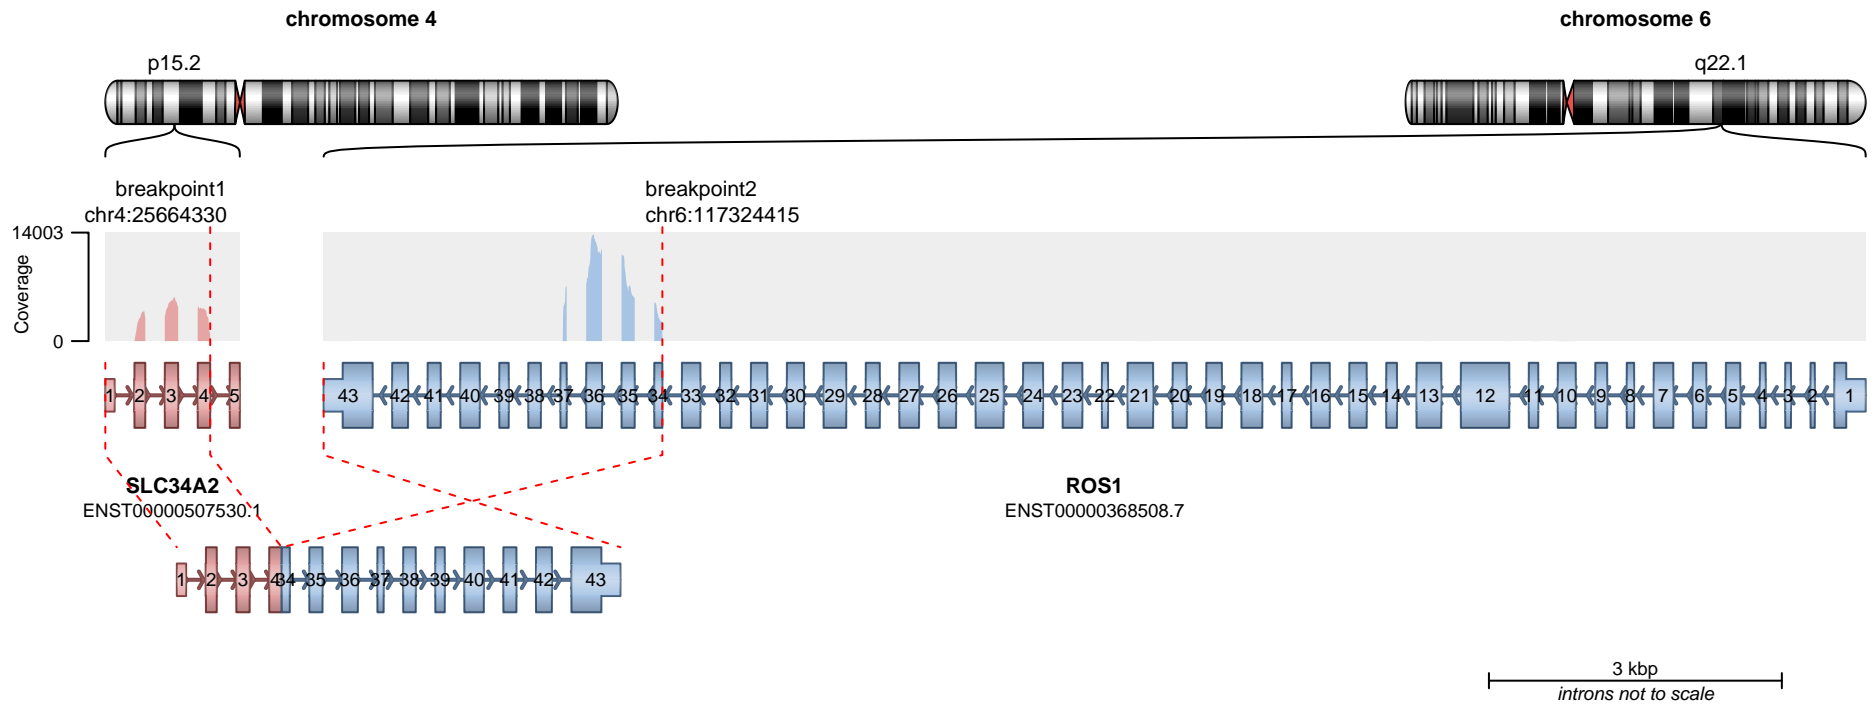 chromosome 4
chromosome 6
p15.2
q22.1
breakpoint1
chr4:25664330
breakpoint2
chr6:117324415
14003
Coverage
0
1 2 3 4 5
43 42 41 40 39 38 37 36 35 34 33 32 31 30 29 28 27 26 25 24 23 22 21 20 19 18 17 16 15 14 13 12 11 10 9 8 7 6 5 4 3 2 1
SLC34A2
ENST00000507530.1
ROS1
ENST00000368508.7
1 2 3 4 34 35 36 37 38 39 40 41 42 43
3 kbp
introns not to scale